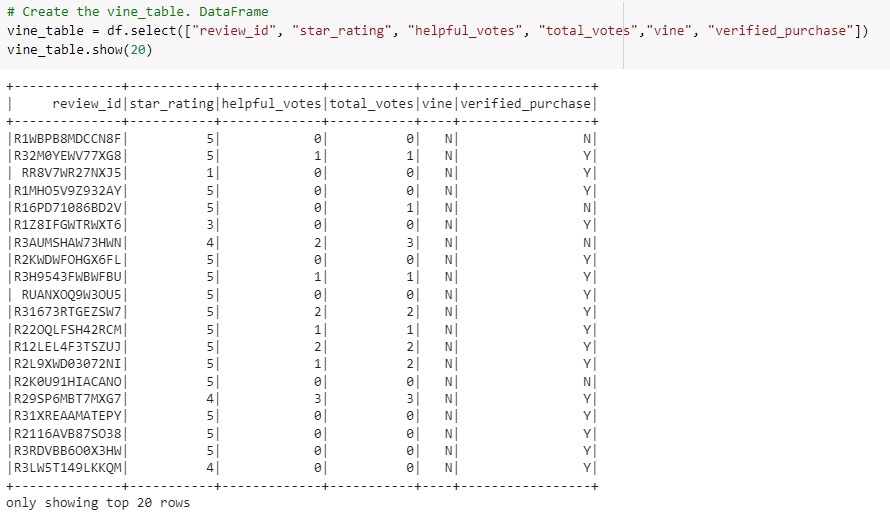 # Create the vine_table. DataFrame
vine_table = df.select(["review_id", "star_rating", "helpful_votes", "total_votes","vine", "verified_purchase"])
vine_table.show(20)
+--------------+-----------+-------------+-----------+----+-----------------+
|     review_id|star_rating|helpful_votes|total_votes|vine|verified_purchase|
+--------------+-----------+-------------+-----------+----+-----------------+
|R1WBPB8MDCCN8F|          5|            0|          0|   N|                N|
|R32M0YEWV77XG8|          5|            1|          1|   N|                Y|
| RR8V7WR27NXJ5|          1|            0|          0|   N|                Y|
|R1MHO5V9Z932AY|          5|            0|          0|   N|                Y|
|R16PD71086BD2V|          5|            0|          1|   N|                N|
|R1Z8IFGWTRWXT6|          3|            0|          0|   N|                Y|
|R3AUMSHAW73HWN|          4|            2|          3|   N|                N|
|R2KWDWFOHGX6FL|          5|            0|          0|   N|                Y|
|R3H9543FWBWFBU|          5|            1|          1|   N|                Y|
| RUANXOQ9W3OU5|          5|            0|          0|   N|                Y|
|R31673RTGEZSW7|          5|            2|          2|   N|                Y|
|R22OQLFSH42RCM|          5|            1|          1|   N|                Y|
|R12LEL4F3TSZUJ|          5|            2|          2|   N|                Y|
|R2L9XWD03072NI|          5|            1|          2|   N|                Y|
|R2K0U91HIACANO|          5|            0|          0|   N|                N|
|R29SP6MBT7MXG7|          4|            3|          3|   N|                Y|
|R31XREAAMATEPY|          5|            0|          0|   N|                Y|
|R2116AVB87SO38|          5|            0|          0|   N|                Y|
|R3RDVBB6O0X3HW|          5|            0|          0|   N|                Y|
|R3LW5T149LKKQM|          4|            0|          0|   N|                Y|
+--------------+-----------+-------------+-----------+----+-----------------+
only showing top 20 rows